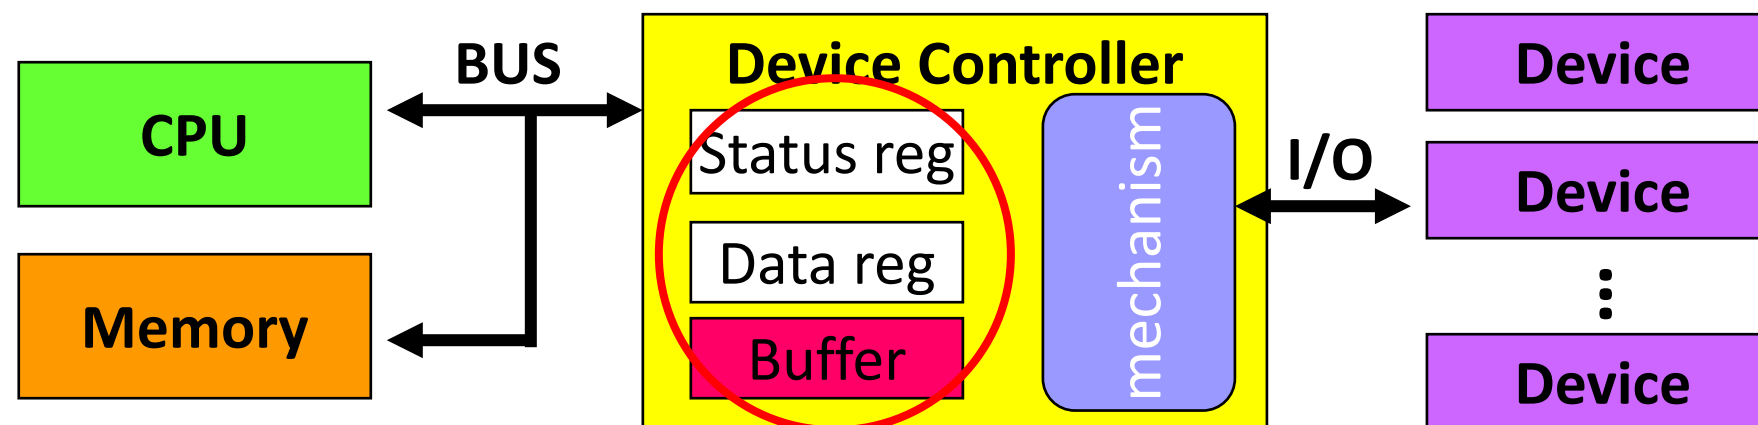 BUS
CPU
Memory
Device Controller
Status reg
Data reg
Buffer
mechanism
I/O
Device
Device
⋮
Device